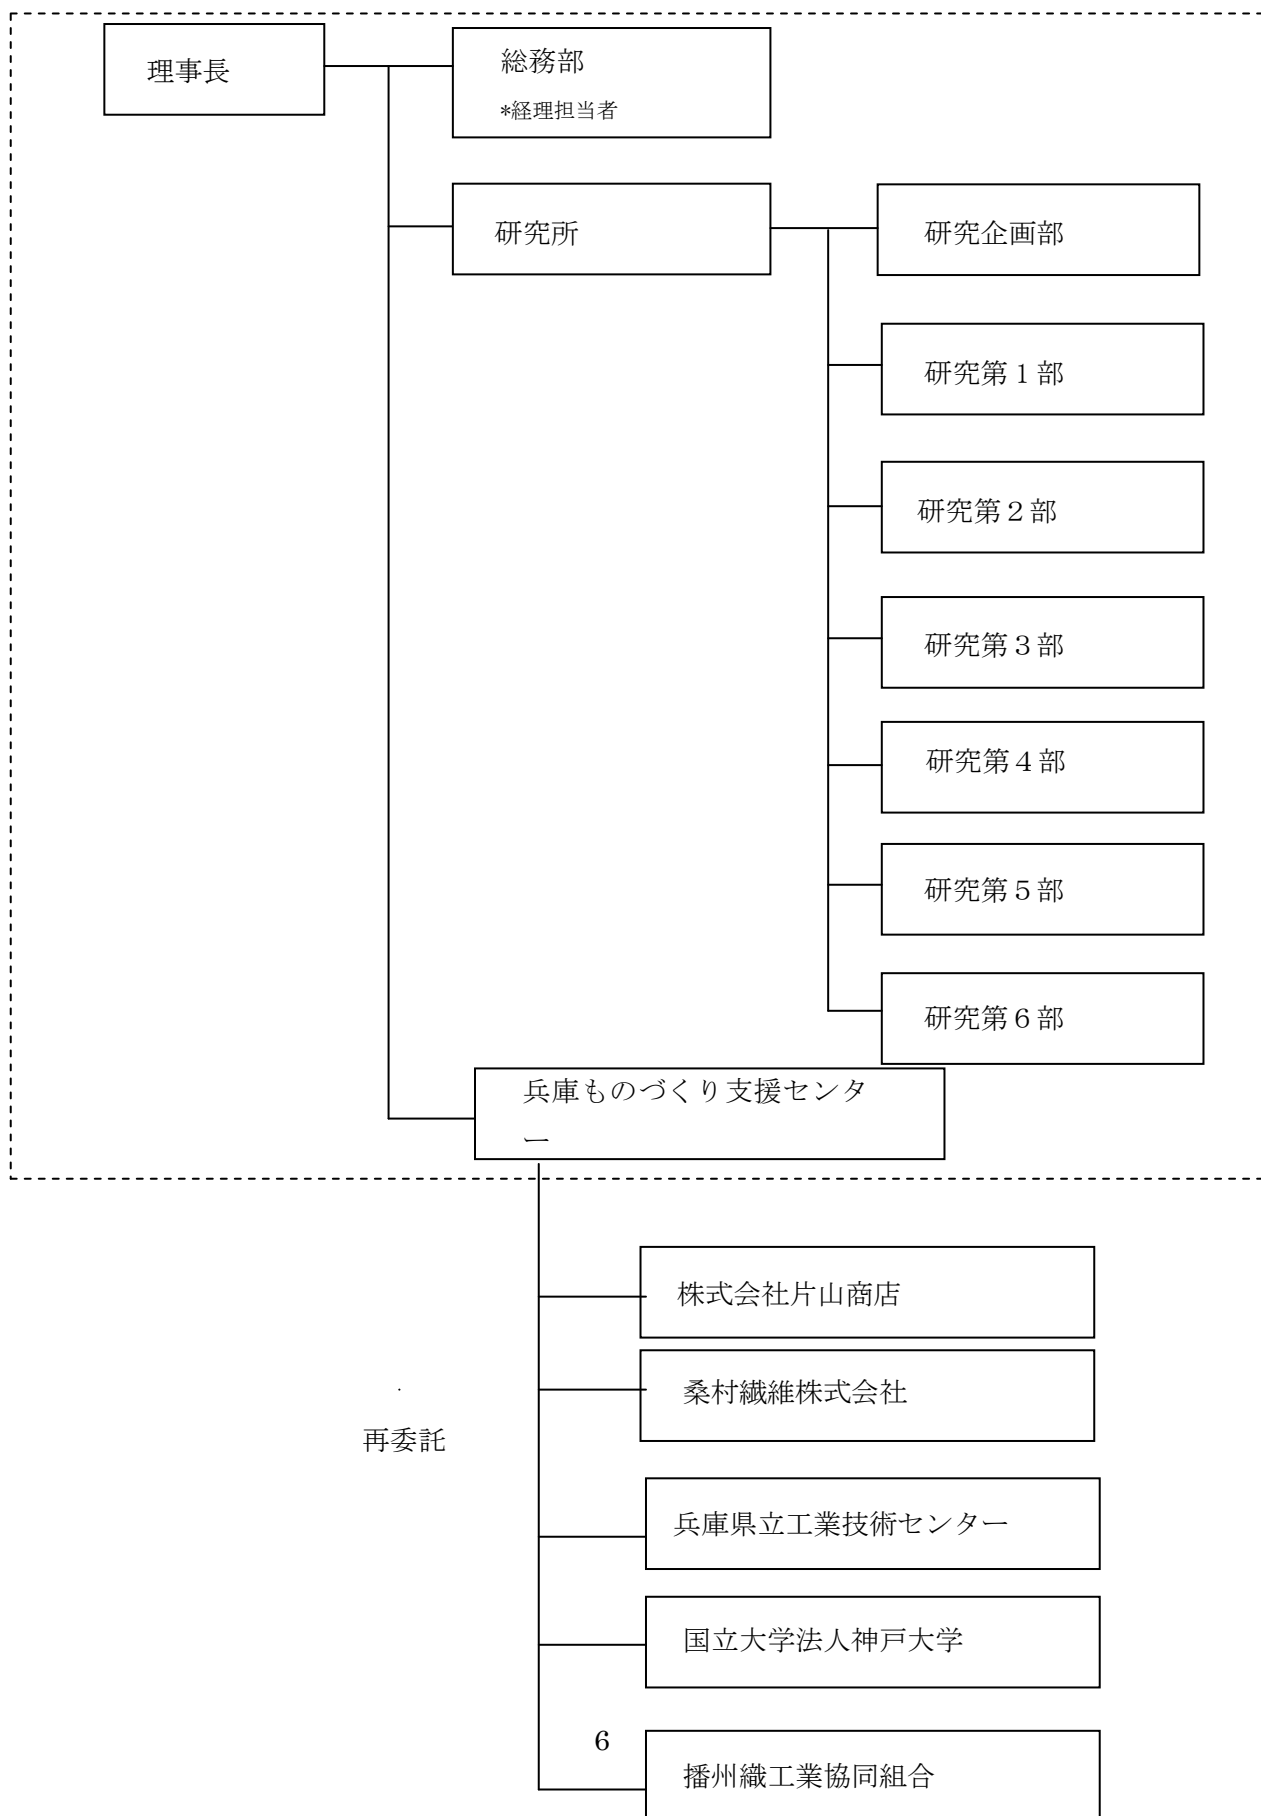 理事長
総務部
*経理担当者
研究所
研究企画部
研究第１部
研究第２部
研究第３部
研究第４部
研究第５部
研究第６部
兵庫ものづくり支援センタ
ー
株式会社片山商店
桑村繊維株式会社
再委託
兵庫県立工業技術センター
国立大学法人神戸大学
6
播州織工業協同組合